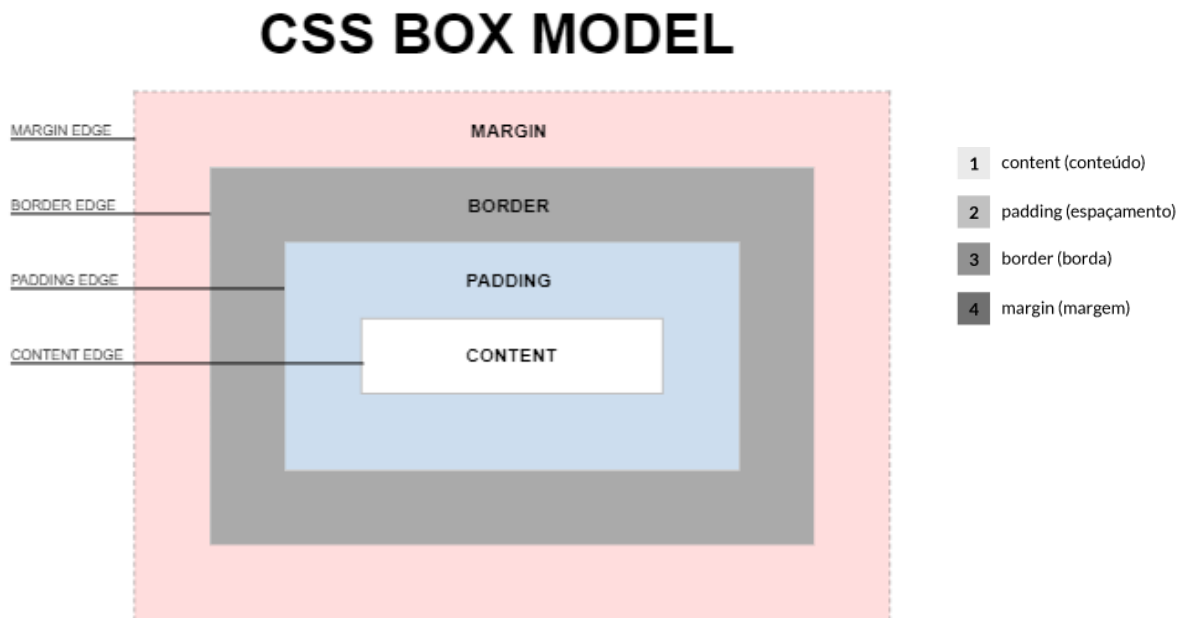 CSS BOX MODEL
MARGIN EDGE
MARGIN
BORDER EDGE
BORDER
PADDING EDGE
PADDING
CONTENT EDGE
CONTENT
1 content (conteúdo)
2 padding (espaçamento)
3 border (borda)
4 margin (margem)